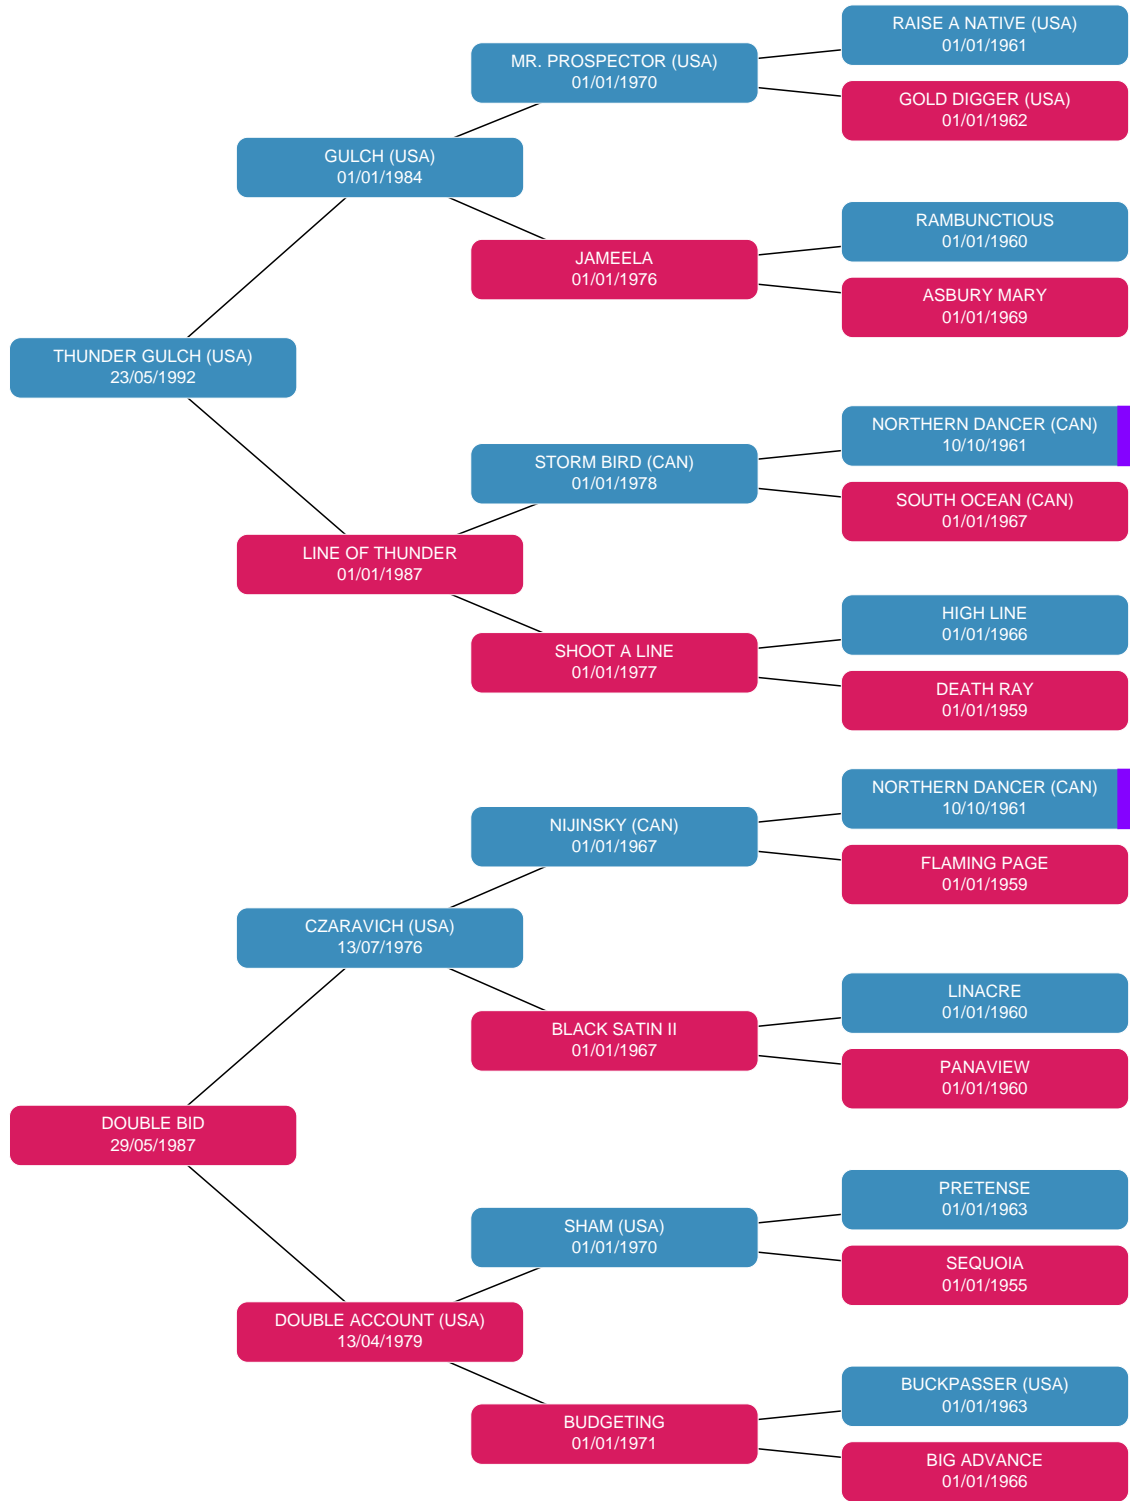 RAISE A NATIVE (USA)
01/01/1961
MR. PROSPECTOR (USA)
01/01/1970
GOLD DIGGER (USA)
01/01/1962
GULCH (USA)
01/01/1984
RAMBUNCTIOUS
01/01/1960
JAMEELA
01/01/1976
ASBURY MARY
01/01/1969
THUNDER GULCH (USA)
23/05/1992
NORTHERN DANCER (CAN)
10/10/1961
STORM BIRD (CAN)
01/01/1978
SOUTH OCEAN (CAN)
01/01/1967
LINE OF THUNDER
01/01/1987
HIGH LINE
01/01/1966
SHOOT A LINE
01/01/1977
DEATH RAY
01/01/1959
NORTHERN DANCER (CAN)
10/10/1961
NIJINSKY (CAN)
01/01/1967
FLAMING PAGE
01/01/1959
CZARAVICH (USA)
13/07/1976
LINACRE
01/01/1960
BLACK SATIN II
01/01/1967
PANAVIEW
01/01/1960
DOUBLE BID
29/05/1987
PRETENSE
01/01/1963
SHAM (USA)
01/01/1970
SEQUOIA
01/01/1955
DOUBLE ACCOUNT (USA)
13/04/1979
BUCKPASSER (USA)
01/01/1963
BUDGETING
01/01/1971
BIG ADVANCE
01/01/1966